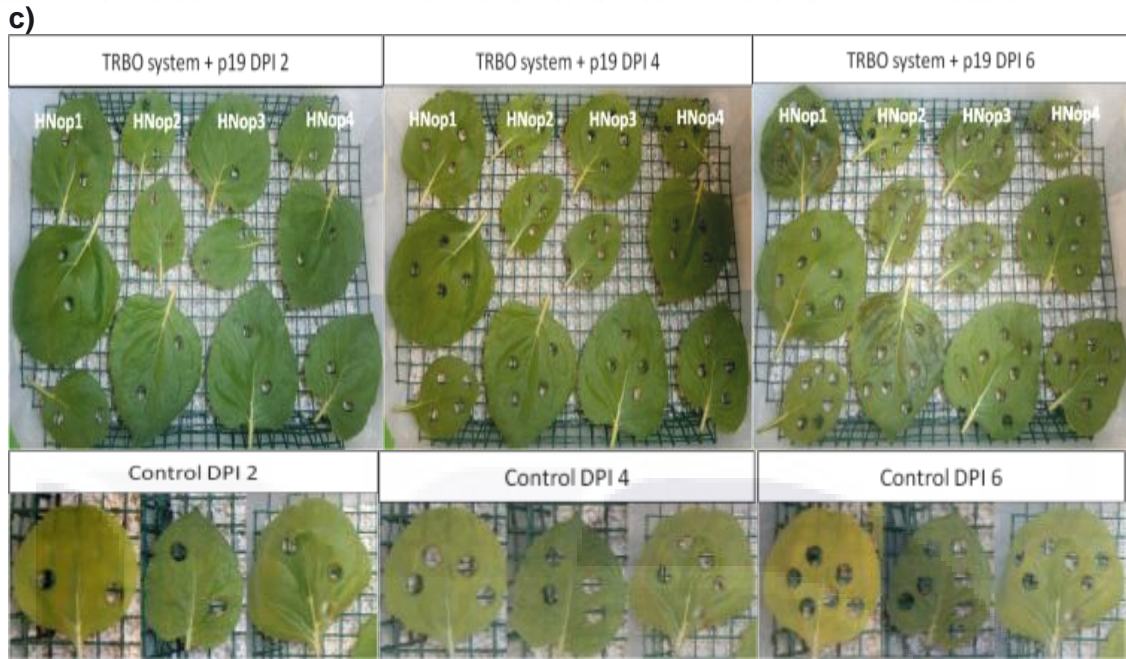 c)
TRBO system + p19 DPI 2 TRBO system + p19 DPI 4 TRBO system + p19 DPI 6
HNop1 HNop2 HNop3 HNop4 HNop1 HNop2 HNop3 HNop4 HNop1 HNop2 HNop3 HNop4
Control DPI 2 Control DPI 4 Control DPI 6